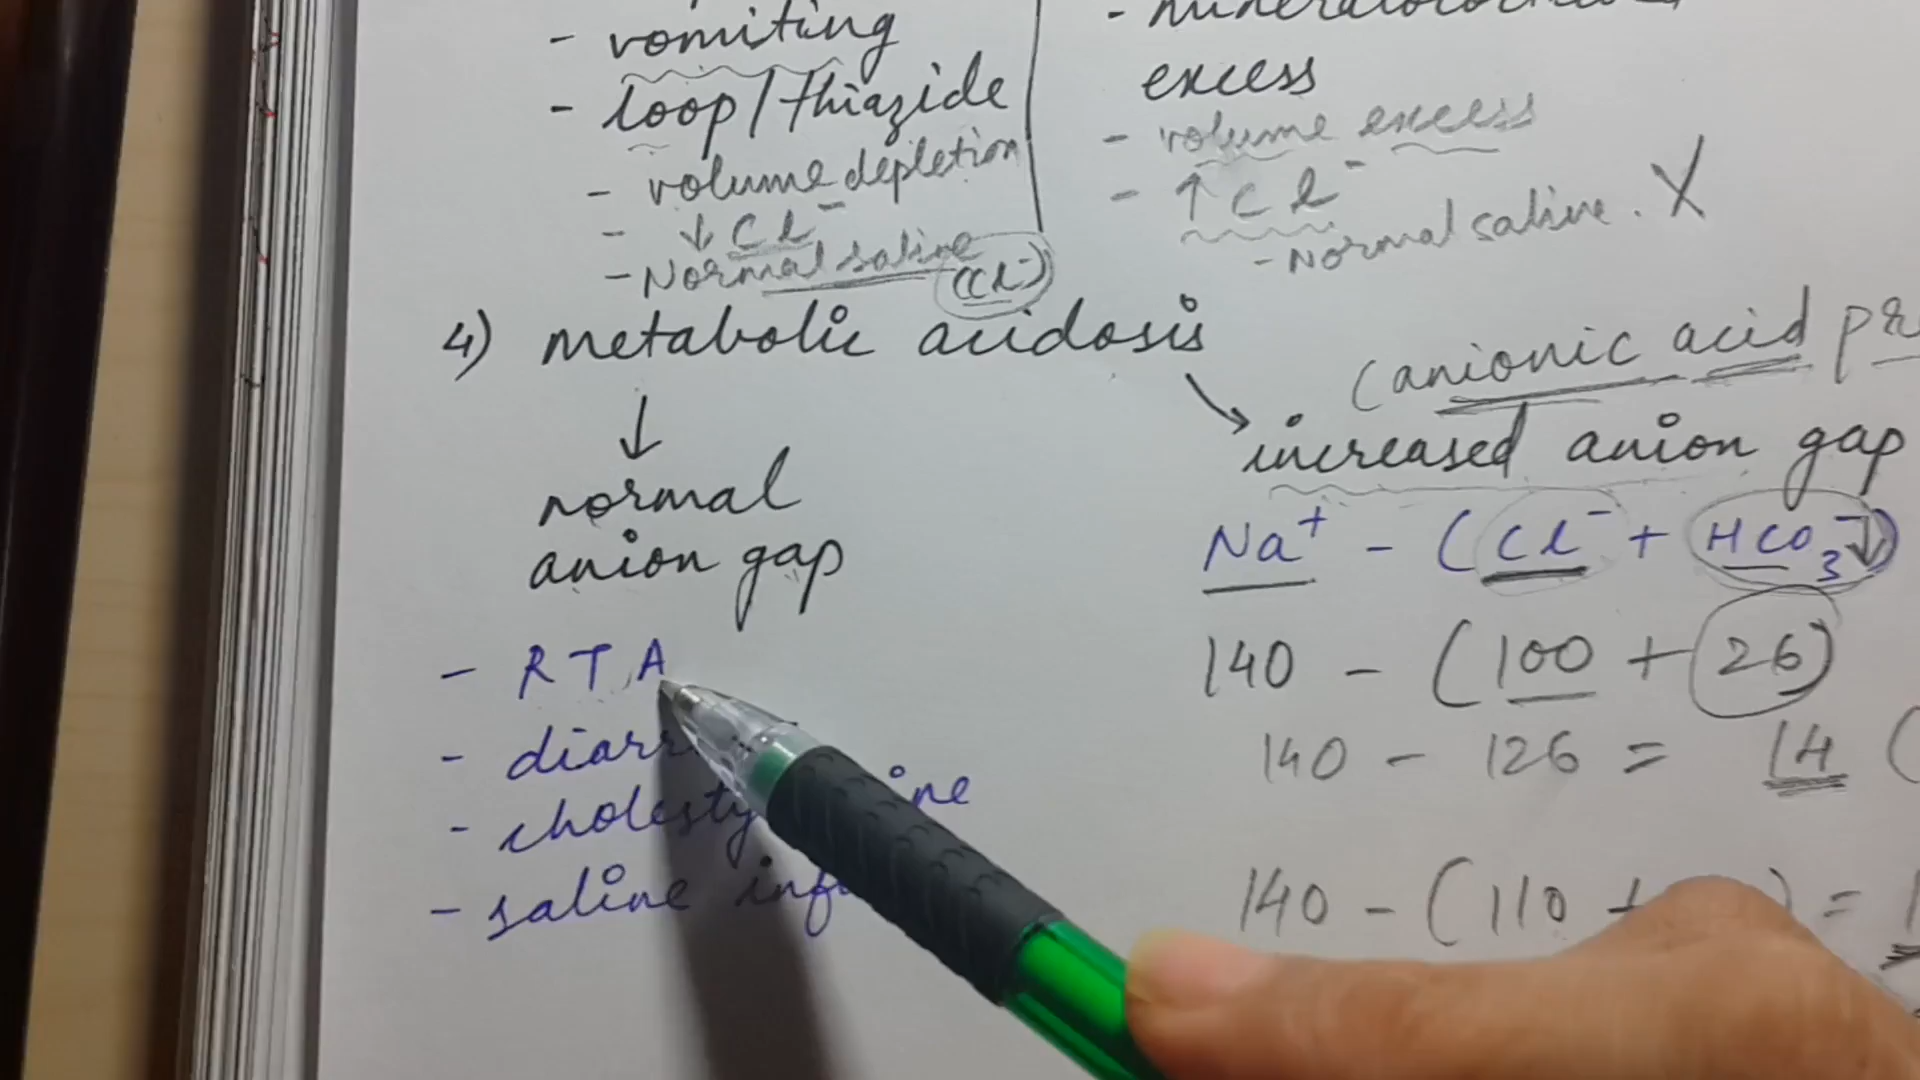 - vomiting
- loop/thiazide
- volume depletion
- ↓ Cl⁻
- Normal saline
(Cl⁻)
excess
- volume excess
- ↑ Cl⁻
- Normal saline. X
4) metabolic acidosis
↓
normal
anion gap
- RTA
-
-
- saline
(anionic acid
increased anion gap
Na⁺ - (Cl⁻ + HCO₃⁻↓)
140 - (100 + 26)
140 - 126 = 14 (
140 - (110 + ) =